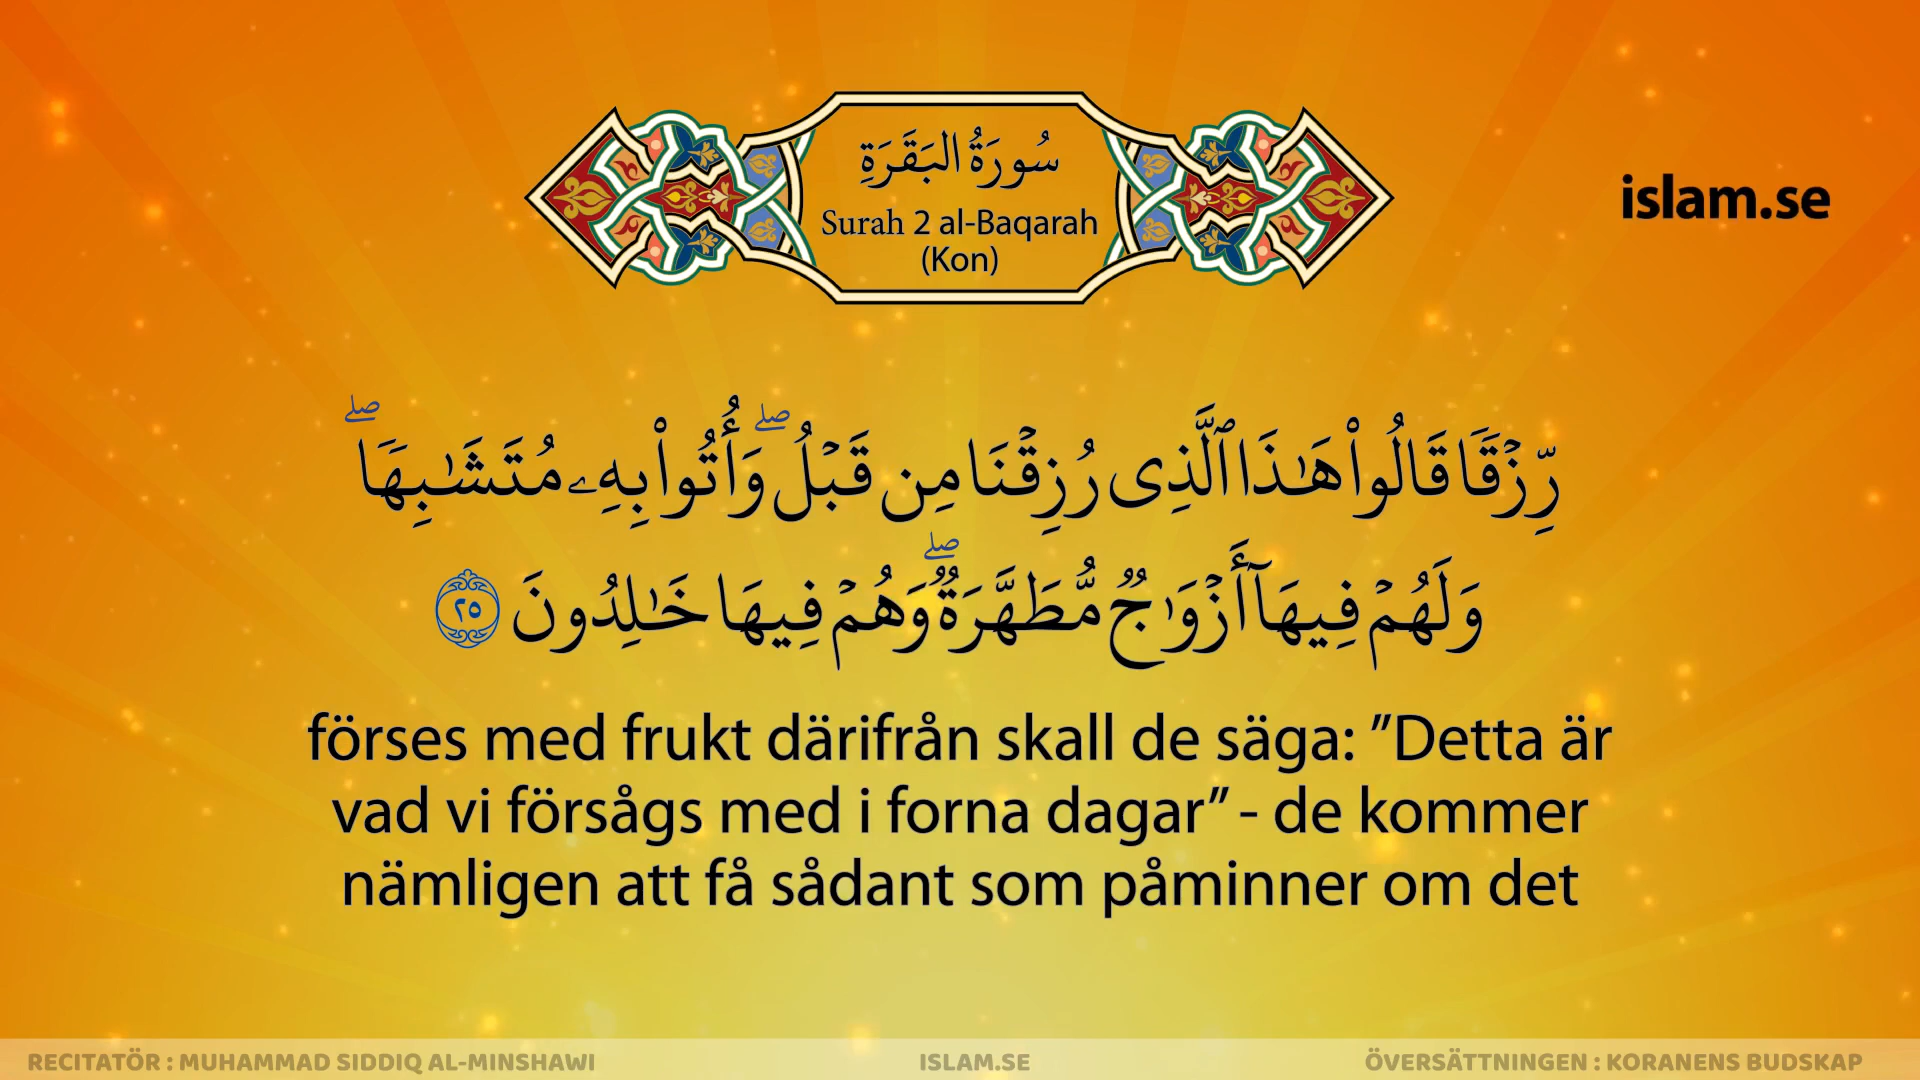 سُورَةُ البَقَرَةِ
Surah 2 al-Baqarah
(Kon)
islam.se
رِّزْقًا قَالُوا۟ هَـٰذَا ٱلَّذِى رُزِقْنَا مِن قَبْلُ ۖ وَأُتُوا۟ بِهِۦ مُتَشَـٰبِهًا ۖ
وَلَهُمْ فِيهَآ أَزْوَٰجٌ مُّطَهَّرَةٌ ۖ وَهُمْ فِيهَا خَـٰلِدُونَ ٢٥
förses med frukt därifrån skall de säga: ”Detta är
vad vi försågs med i forna dagar” - de kommer
nämligen att få sådant som påminner om det
RECITATÖR : MUHAMMAD SIDDIQ AL-MINSHAWI
ISLAM.SE
ÖVERSÄTTNINGEN : KORANENS BUDSKAP